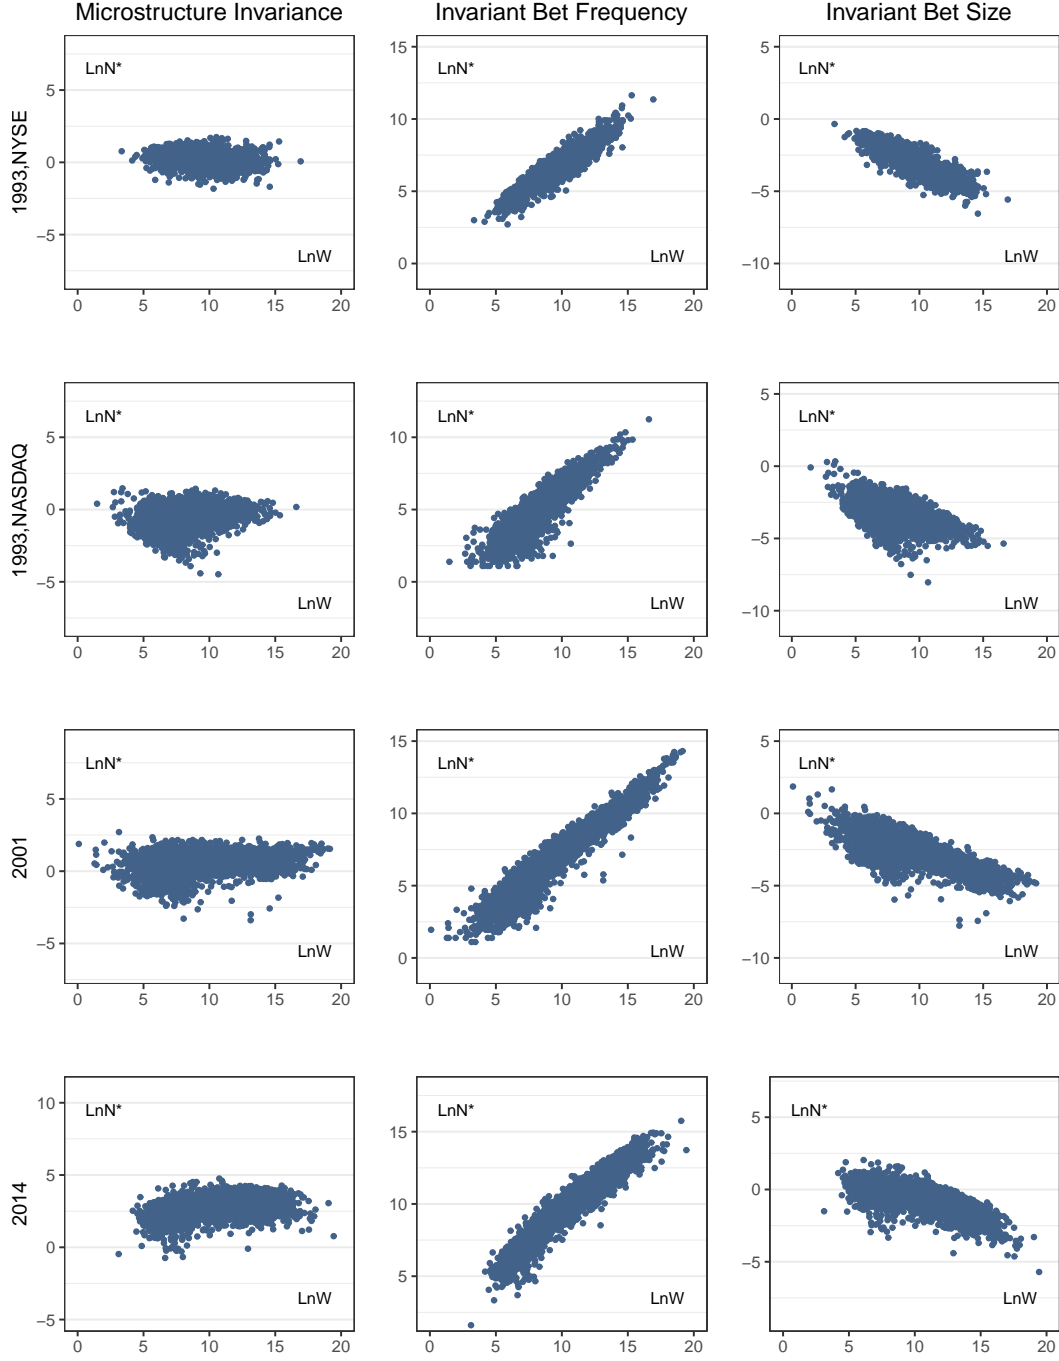 Microstructure Invariance Invariant Bet Frequency Invariant Bet Size
1993,NYSE
LnN*
5
0
−5
LnW
0 5 10 15 20
LnN*
15
10
5
0
LnW
0 5 10 15 20
LnN*
5
0
−5
−10
LnW
0 5 10 15 20
1993,NASDAQ
LnN*
5
0
−5
LnW
0 5 10 15 20
LnN*
10
5
0
LnW
0 5 10 15 20
LnN*
5
0
−5
−10
LnW
0 5 10 15 20
2001
LnN*
5
0
−5
LnW
0 5 10 15 20
LnN*
15
10
5
0
LnW
0 5 10 15 20
LnN*
5
0
−5
−10
LnW
0 5 10 15 20
2014
LnN*
10
5
0
−5
LnW
0 5 10 15 20
LnN*
15
10
5
LnW
0 5 10 15 20
LnN*
5
0
−5
LnW
0 5 10 15 20